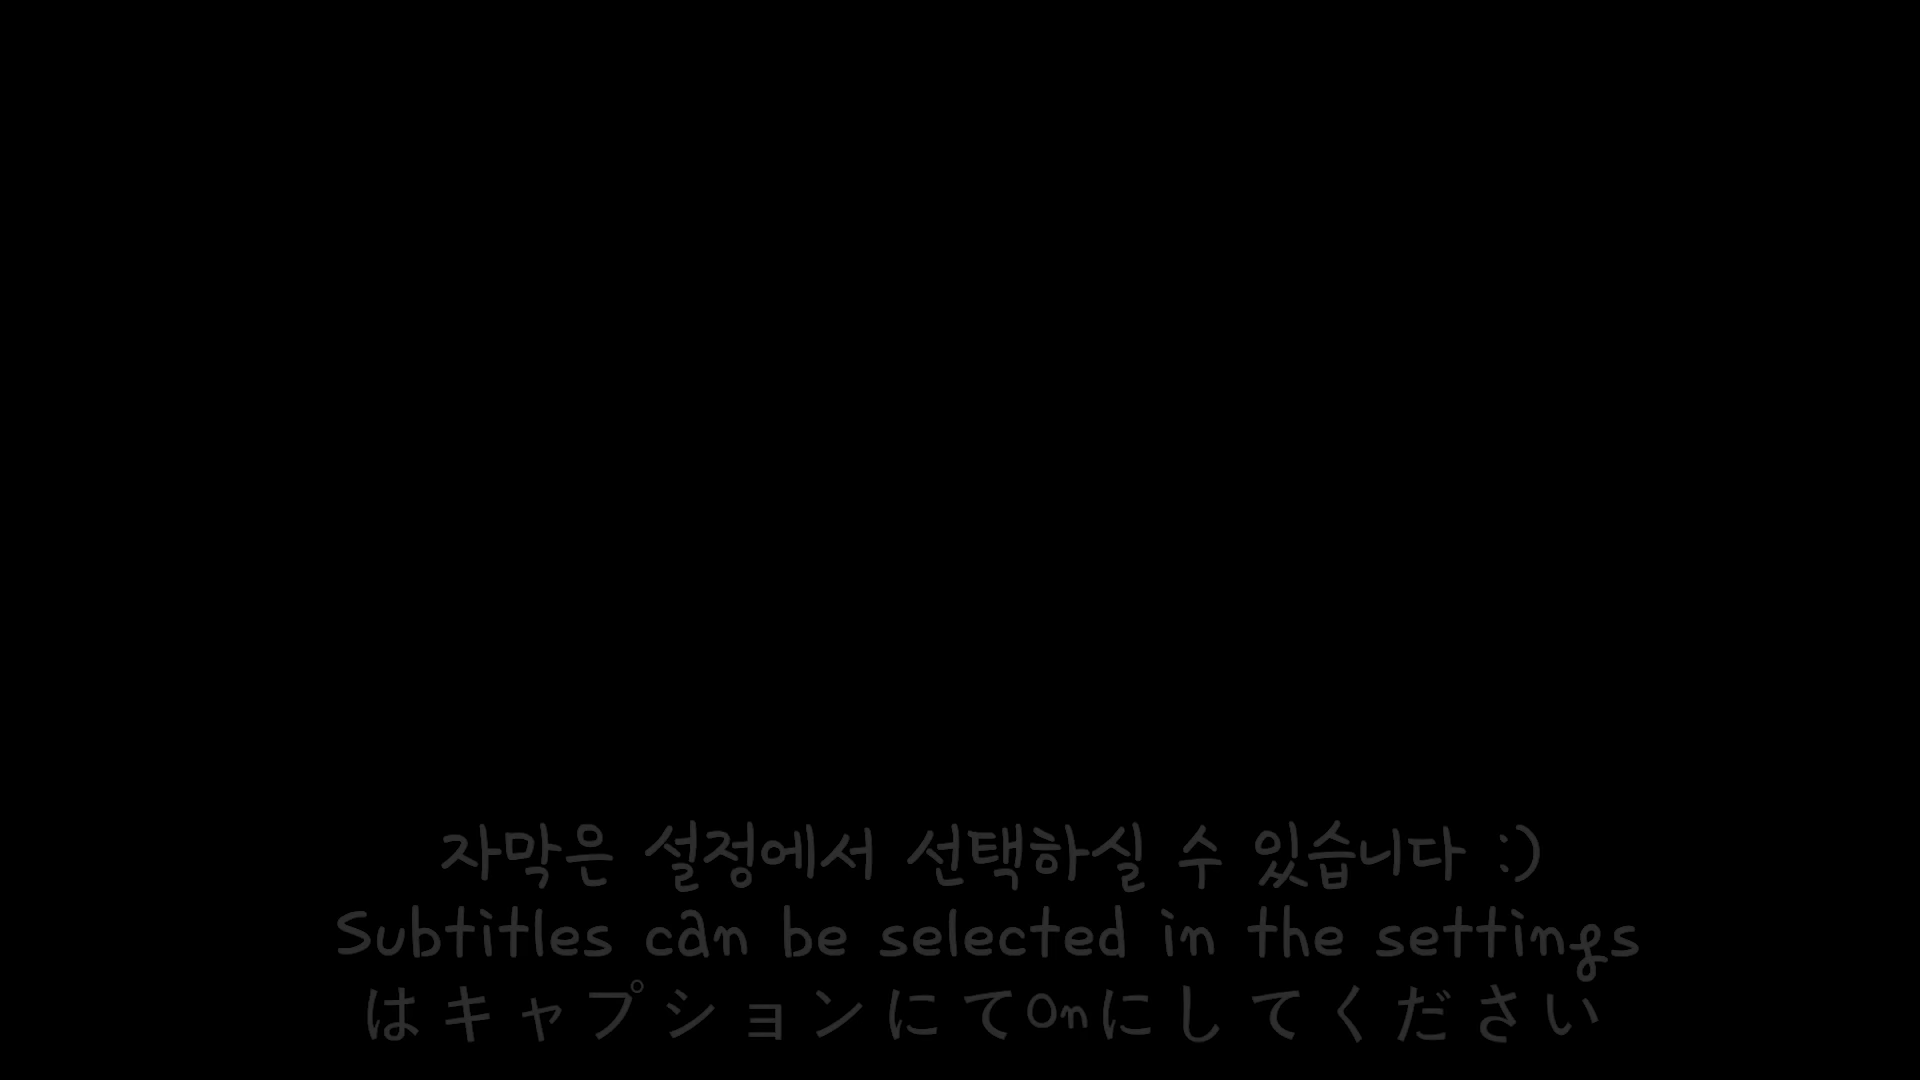 자막은 설정에서 선택하실 수 있습니다 :)
Subtitles can be selected in the settings
はキャプションにてOnにしてください